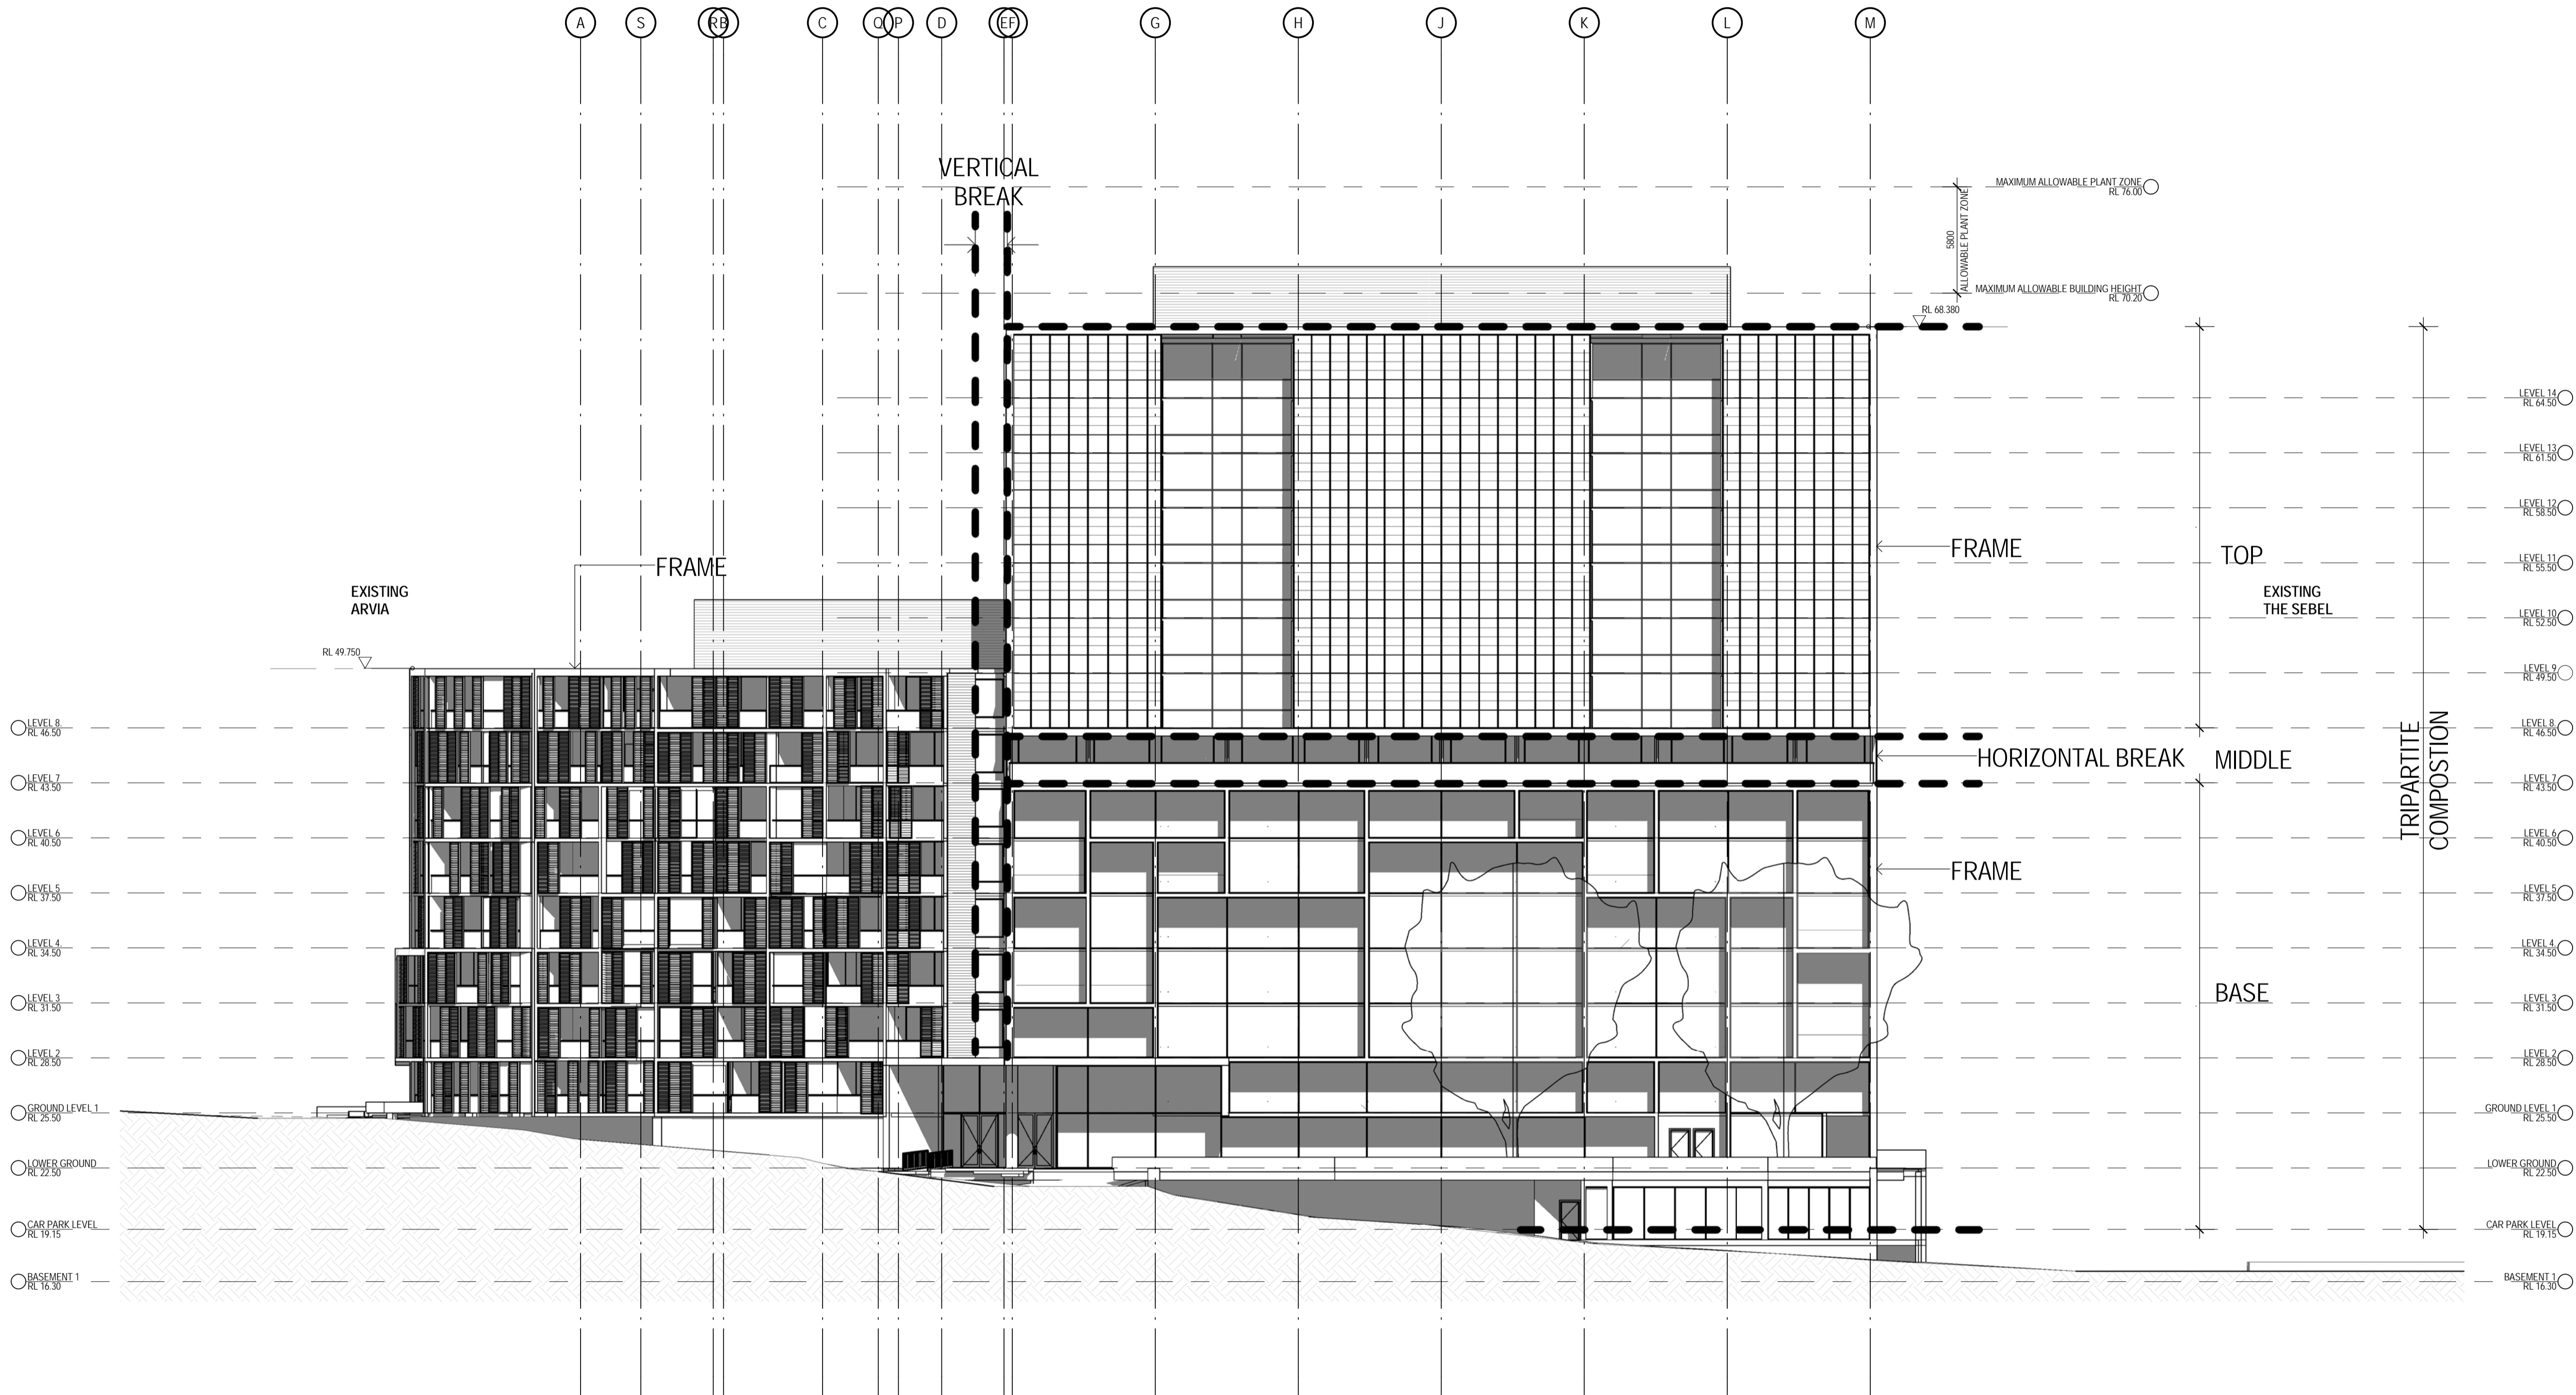 A
S
R
B
C
Q
P
D
E
F
G
H
J
K
L
M
VERTICAL
BREAK
MAXIMUM ALLOWABLE PLANT ZONE
RL 76.00
5800
ALLOWABLE PLANT ZONE
MAXIMUM ALLOWABLE BUILDING HEIGHT
RL 70.20
RL 68.380
LEVEL 14
RL 64.50
LEVEL 13
RL 61.50
LEVEL 12
RL 58.50
FRAME
TOP
LEVEL 11
RL 55.50
FRAME
EXISTING
ARVIA
EXISTING
THE SEBEL
LEVEL 10
RL 52.50
RL 49.750
LEVEL 9
RL 49.50
LEVEL 8
RL 46.50
LEVEL 8
RL 46.50
HORIZONTAL BREAK
MIDDLE
TRIPARTITE
COMPOSTION
LEVEL 7
RL 43.50
LEVEL 7
RL 43.50
LEVEL 6
RL 40.50
LEVEL 6
RL 40.50
FRAME
LEVEL 5
RL 37.50
LEVEL 5
RL 37.50
LEVEL 4
RL 34.50
LEVEL 4
RL 34.50
BASE
LEVEL 3
RL 31.50
LEVEL 3
RL 31.50
LEVEL 2
RL 28.50
LEVEL 2
RL 28.50
GROUND LEVEL 1
RL 25.50
GROUND LEVEL 1
RL 25.50
LOWER GROUND
RL 22.50
LOWER GROUND
RL 22.50
CAR PARK LEVEL
RL 19.15
CAR PARK LEVEL
RL 19.15
BASEMENT 1
RL 16.30
BASEMENT 1
RL 16.30